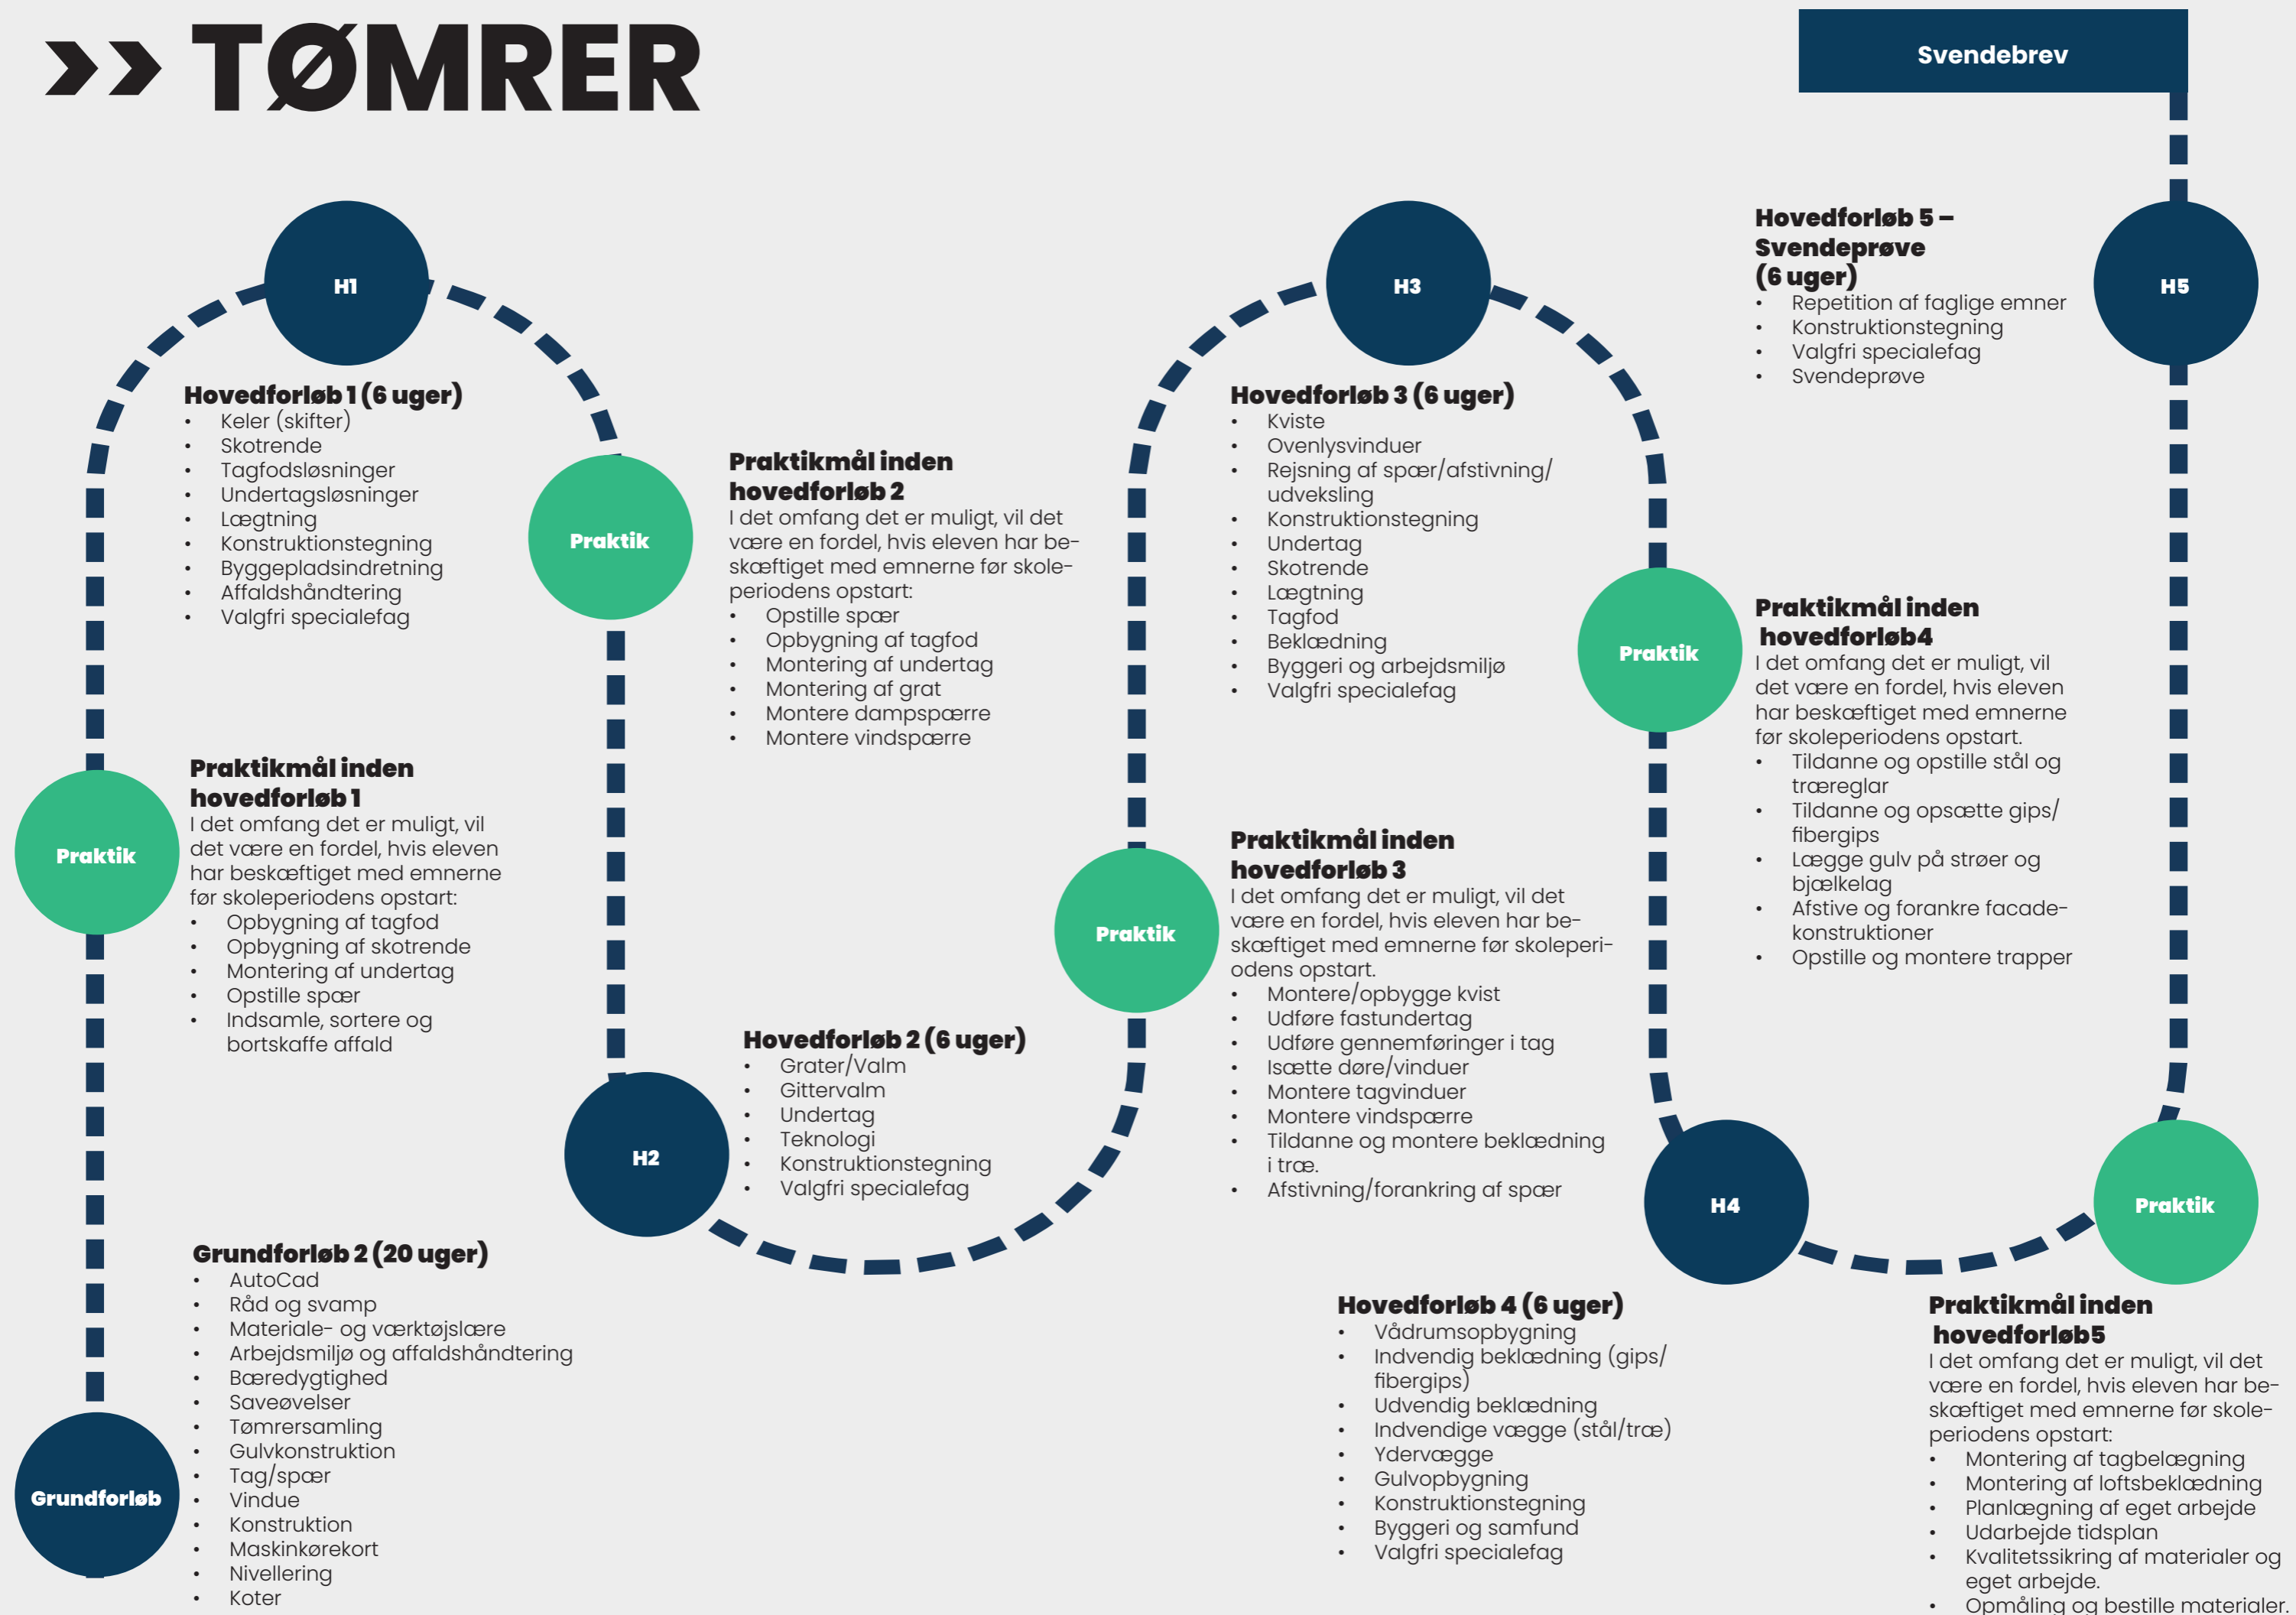 TØMRER
Svendebrev
H1
Hovedforløb 1 (6 uger)
• Keler (skifter)
• Skotrende
• Tagfodsløsninger
• Undertagsløsninger
• Lægtning
• Konstruktionstegning
• Byggepladsindretning
• Affaldshåndtering
• Valgfri specialefag
Praktik
Praktikmål inden
hovedforløb 1
I det omfang det er muligt, vil
det være en fordel, hvis eleven
har beskæftiget med emnerne
før skoleperiodens opstart:
• Opbygning af tagfod
• Opbygning af skotrende
• Montering af undertag
• Opstille spær
• Indsamle, sortere og
bortskaffe affald
Grundforløb
Grundforløb 2 (20 uger)
• AutoCad
• Råd og svamp
• Materiale- og værktøjslære
• Arbejdsmiljø og affaldshåndtering
• Bæredygtighed
• Saveøvelser
• Tømrersamling
• Gulvkonstruktion
• Tag/spær
• Vindue
• Konstruktion
• Maskinkørekort
• Nivellering
• Koter
Praktik
Praktikmål inden
hovedforløb 2
I det omfang det er muligt, vil det
være en fordel, hvis eleven har be-
skæftiget med emnerne før skole-
periodens opstart:
• Opstille spær
• Opbygning af tagfod
• Montering af undertag
• Montering af grat
• Montere dampspærre
• Montere vindspærre
H2
Hovedforløb 2 (6 uger)
• Grater/Valm
• Gittervalm
• Undertag
• Teknologi
• Konstruktionstegning
• Valgfri specialefag
H3
Hovedforløb 3 (6 uger)
• Kviste
• Ovenlysvinduer
• Rejsning af spær/afstivning/
udveksling
• Konstruktionstegning
• Undertag
• Skotrende
• Lægtning
• Tagfod
• Beklædning
• Byggeri og arbejdsmiljø
• Valgfri specialefag
Praktik
Praktikmål inden
hovedforløb 3
I det omfang det er muligt, vil det
være en fordel, hvis eleven har be-
skæftiget med emnerne før skoleperi-
odens opstart.
• Montere/opbygge kvist
• Udføre fastundertag
• Udføre gennemføringer i tag
• Isætte døre/vinduer
• Montere tagvinduer
• Montere vindspærre
• Tildanne og montere beklædning
i træ.
• Afstivning/forankring af spær
Praktik
Praktikmål inden
hovedforløb4
I det omfang det er muligt, vil
det være en fordel, hvis eleven
har beskæftiget med emnerne
før skoleperiodens opstart.
• Tildanne og opstille stål og
træreglar
• Tildanne og opsætte gips/
fibergips
• Lægge gulv på strøer og
bjælkelag
• Afstive og forankre facade-
konstruktioner
• Opstille og montere trapper
H4
Hovedforløb 4 (6 uger)
• Vådrumsopbygning
• Indvendig beklædning (gips/
fibergips)
• Udvendig beklædning
• Indvendige vægge (stål/træ)
• Ydervægge
• Gulvopbygning
• Konstruktionstegning
• Byggeri og samfund
• Valgfri specialefag
Hovedforløb 5 –
Svendeprøve
(6 uger)
• Repetition af faglige emner
• Konstruktionstegning
• Valgfri specialefag
• Svendeprøve
H5
Praktik
Praktikmål inden
hovedforløb5
I det omfang det er muligt, vil det
være en fordel, hvis eleven har be-
skæftiget med emnerne før skole-
periodens opstart:
• Montering af tagbelægning
• Montering af loftsbeklædning
• Planlægning af eget arbejde
• Udarbejde tidsplan
• Kvalitetssikring af materialer og
eget arbejde.
• Opmåling og bestille materialer.